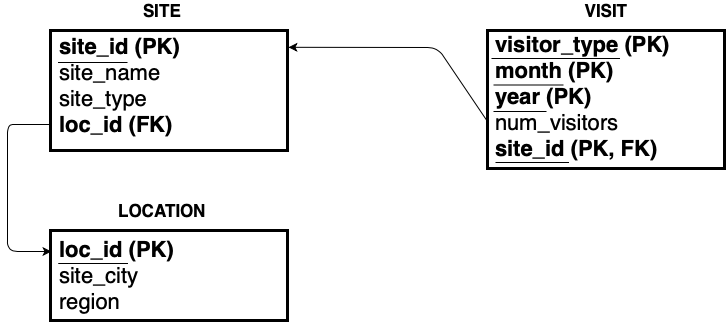 SITE
site_id (PK)
site_name
site_type
loc_id (FK)
VISIT
visitor_type (PK)
month (PK)
year (PK)
num_visitors
site_id (PK, FK)
LOCATION
loc_id (PK)
site_city
region